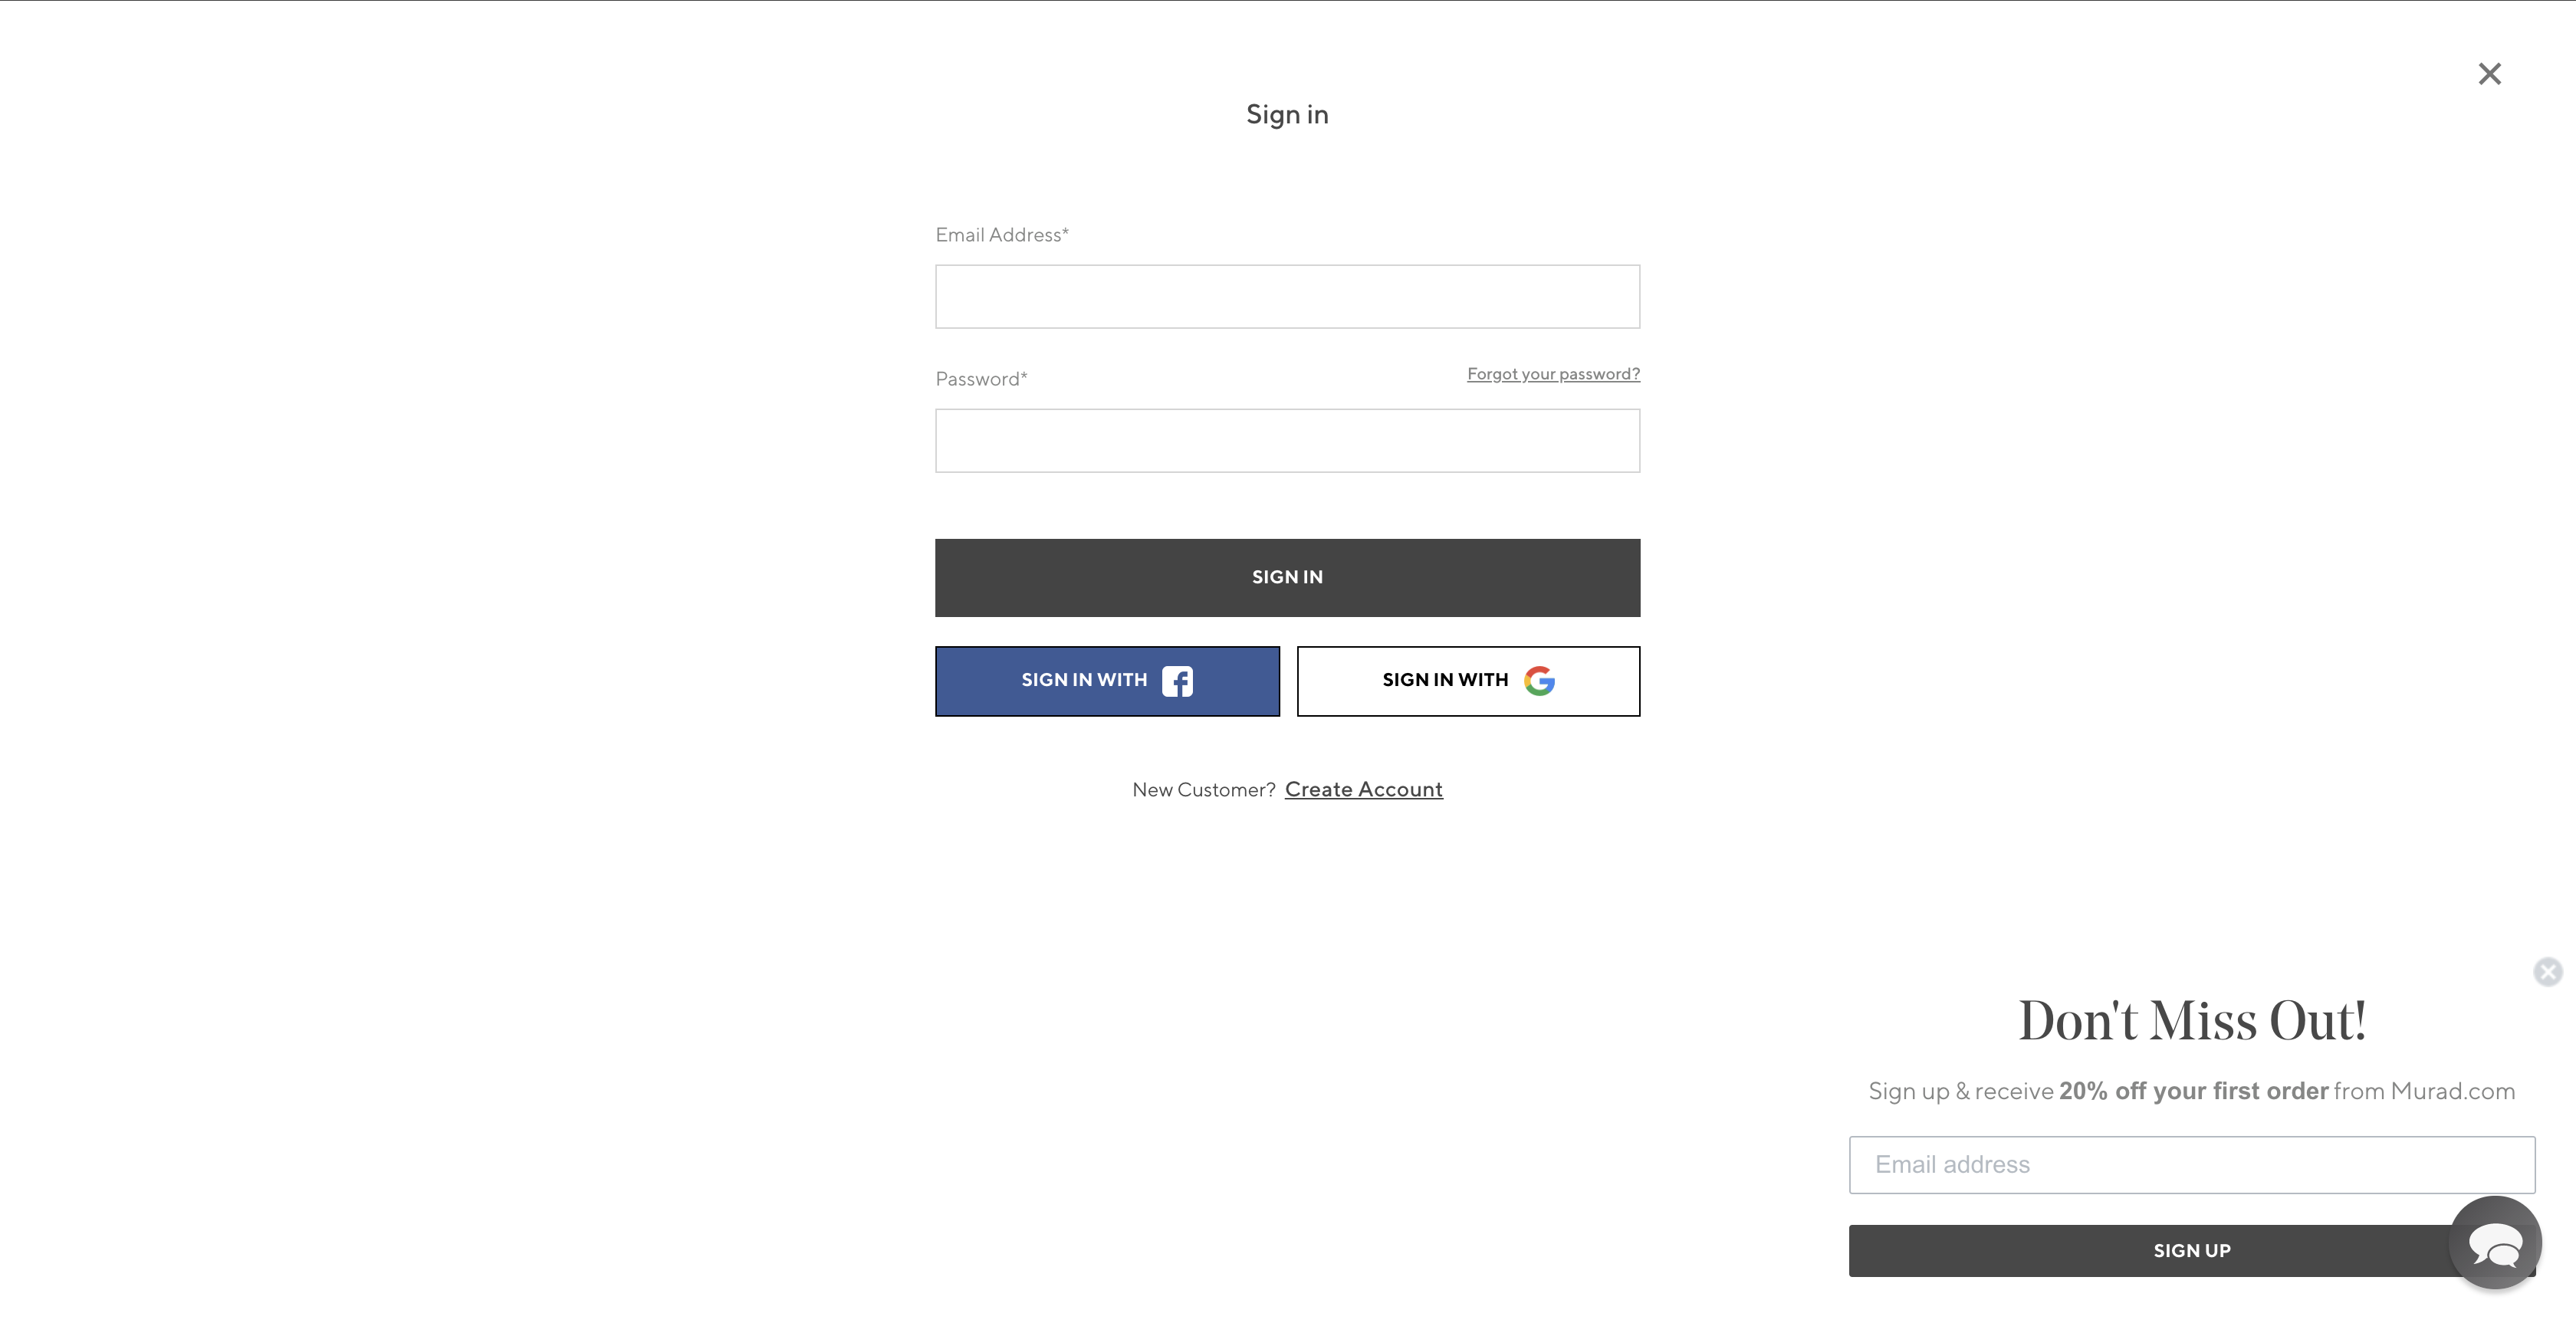 Sign in
Email Address*
Password*
Forgot your password?
SIGN IN
SIGN IN WITH
SIGN IN WITH
New Customer? Create Account
Don't Miss Out!
Sign up & receive 20% off your first order from Murad.com
Email address
SIGN UP